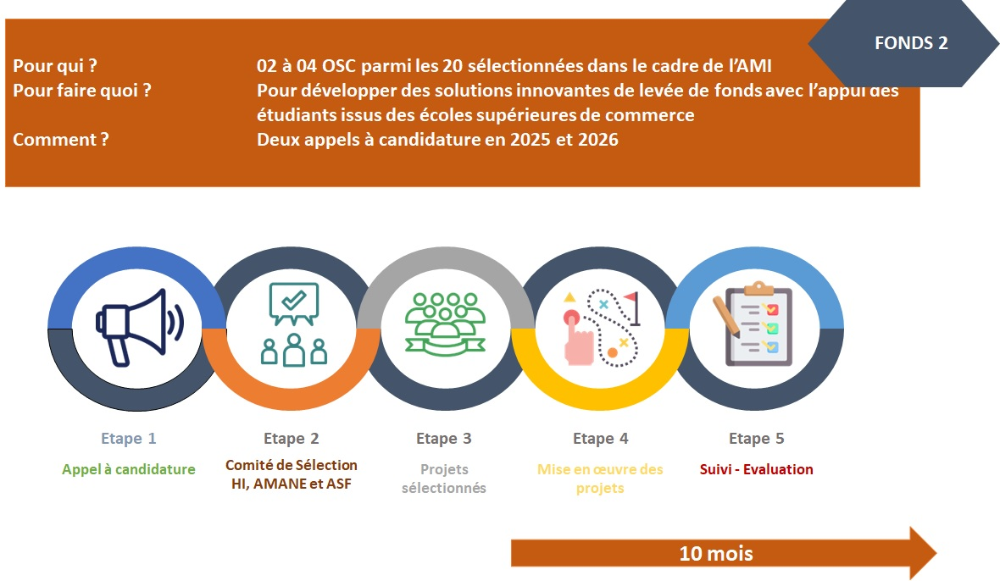 FONDS 2
Pour qui ? 02 à 04 OSC parmi les 20 sélectionnées dans le cadre de l’AMI
Pour faire quoi ? Pour développer des solutions innovantes de levée de fonds avec l’appui des
étudiants issus des écoles supérieures de commerce
Comment ? Deux appels à candidature en 2025 et 2026
Etape 1
Appel à candidature
Etape 2
Comité de Sélection
HI, AMANE et ASF
Etape 3
Projets
sélectionnés
Etape 4
Mise en œuvre des
projets
Etape 5
Suivi - Evaluation
10 mois